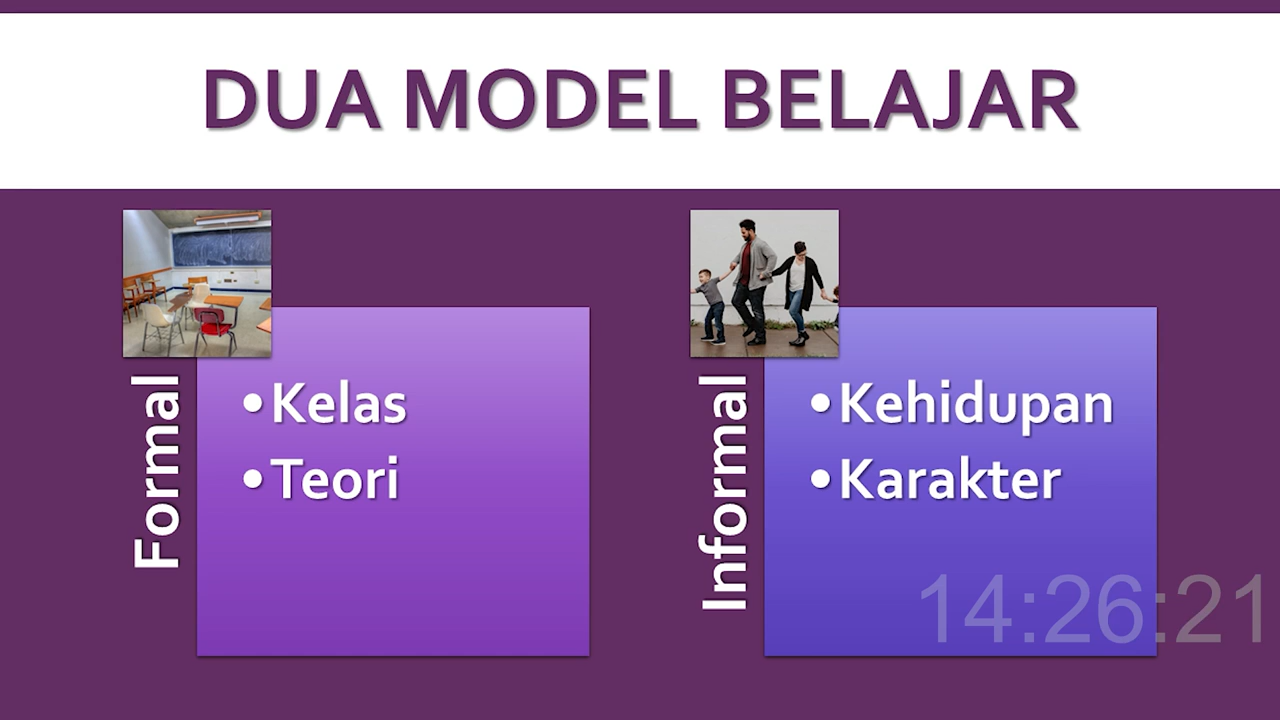 DUA MODEL BELAJAR
Formal
•Kelas
•Teori
Informal
•Kehidupan
•Karakter
14:26:21